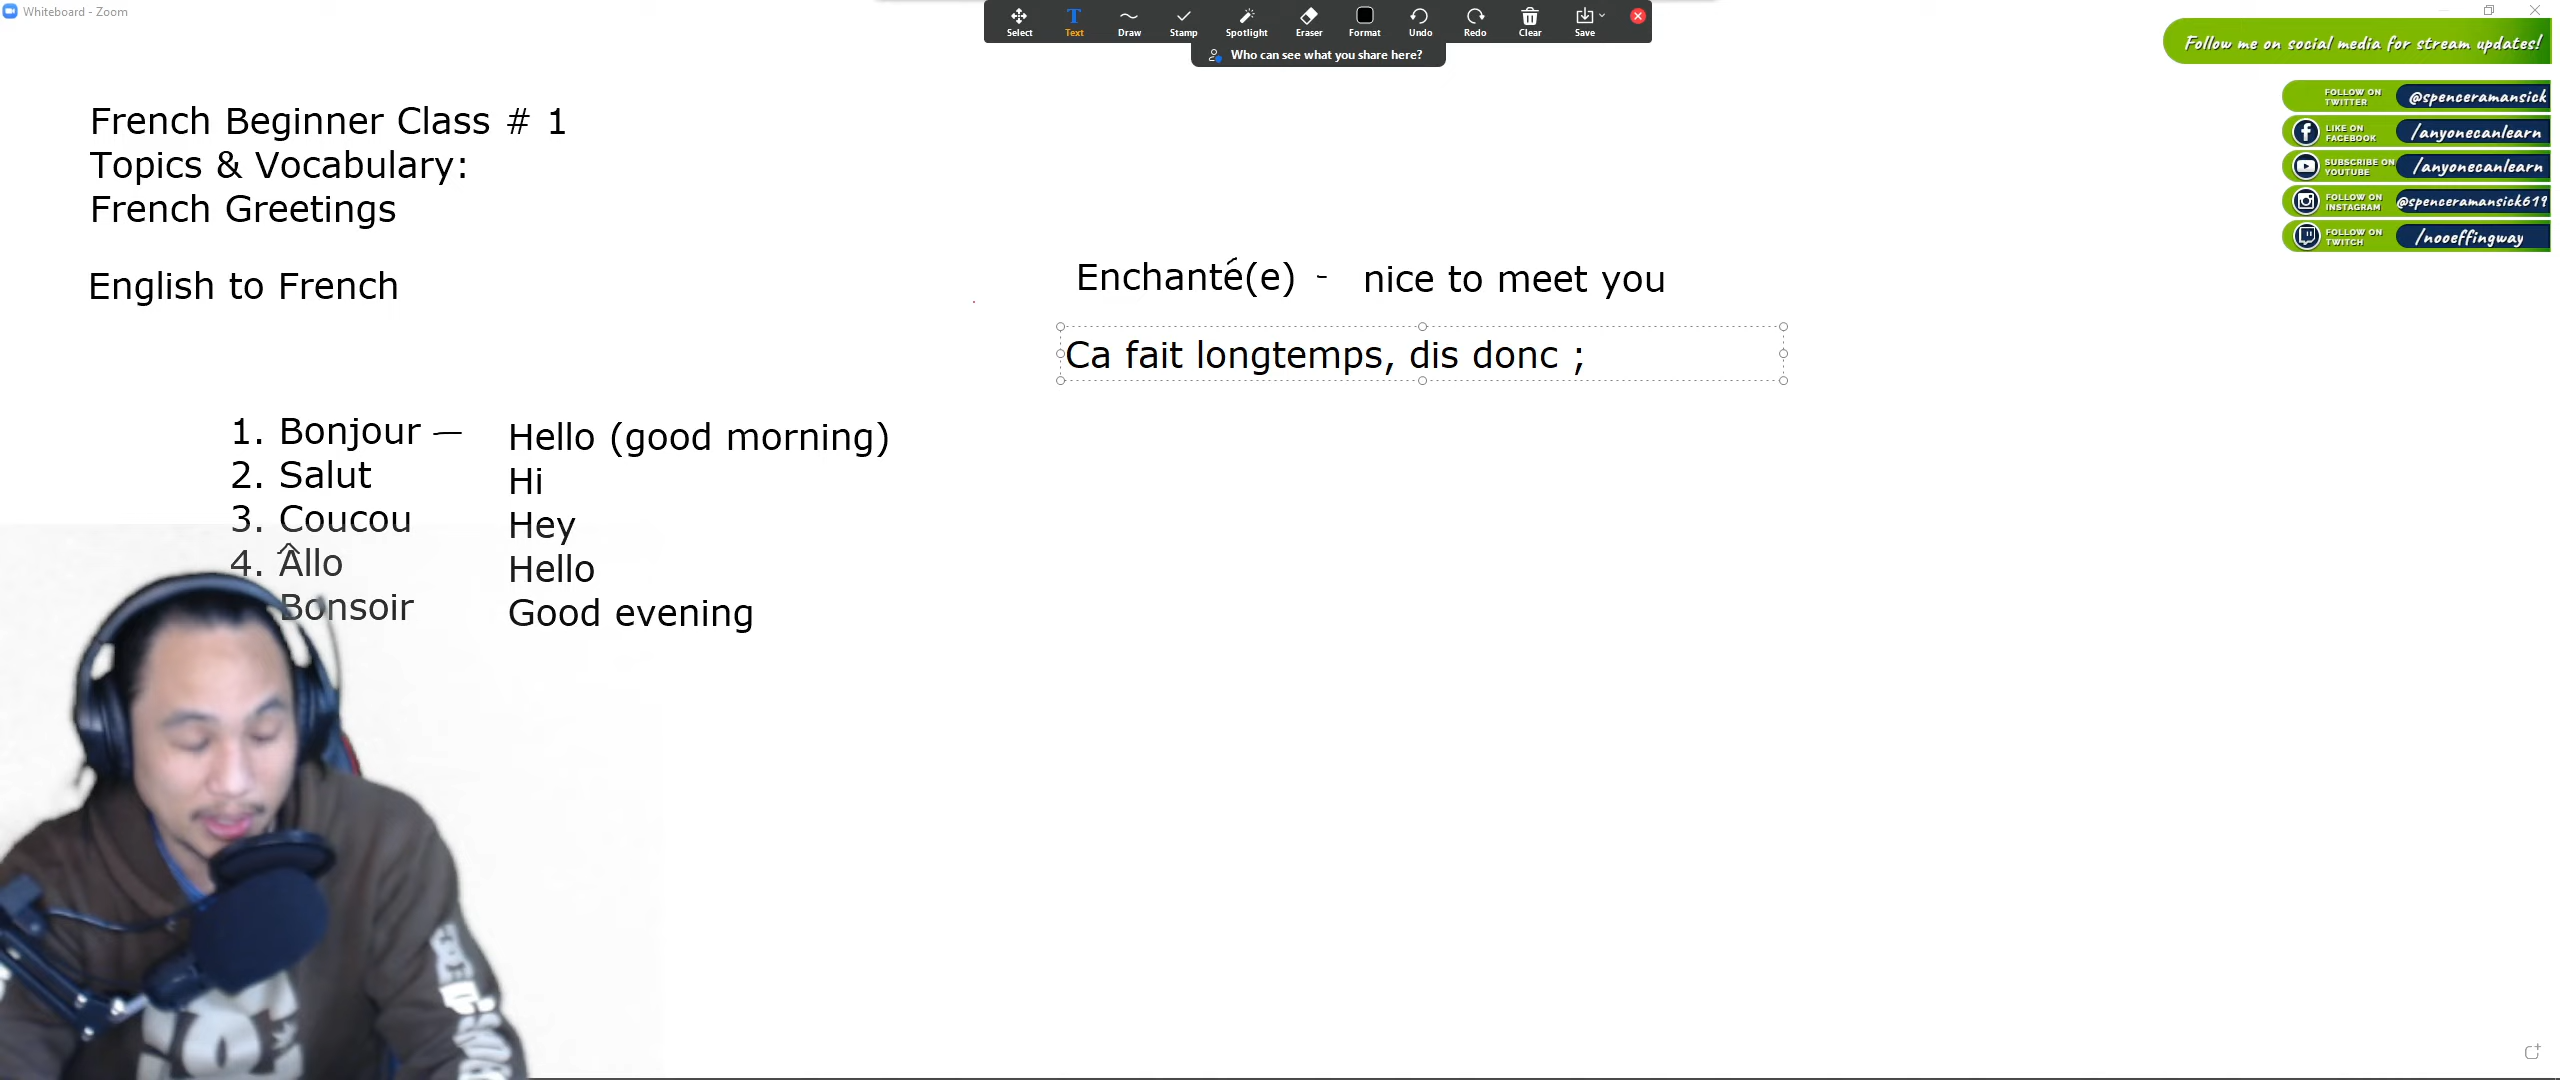 Whiteboard - Zoom
Select Text Draw Stamp Spotlight Eraser Format Undo Redo Clear Save
Who can see what you share here?
Follow me on social media for stream updates!
FOLLOW ON TWITTER @spenceramansick
LIKE ON FACEBOOK /anyonecanlearn
SUBSCRIBE ON YOUTUBE /anyonecanlearn
FOLLOW ON INSTAGRAM @spenceramansick619
FOLLOW ON TWITCH /nooeffingway
French Beginner Class # 1
Topics & Vocabulary:
French Greetings
English to French
Enchanté(e) - nice to meet you
Ca fait longtemps, dis donc ;
1. Bonjour — Hello (good morning)
2. Salut Hi
3. Coucou Hey
4. Âllo Hello
Bonsoir Good evening